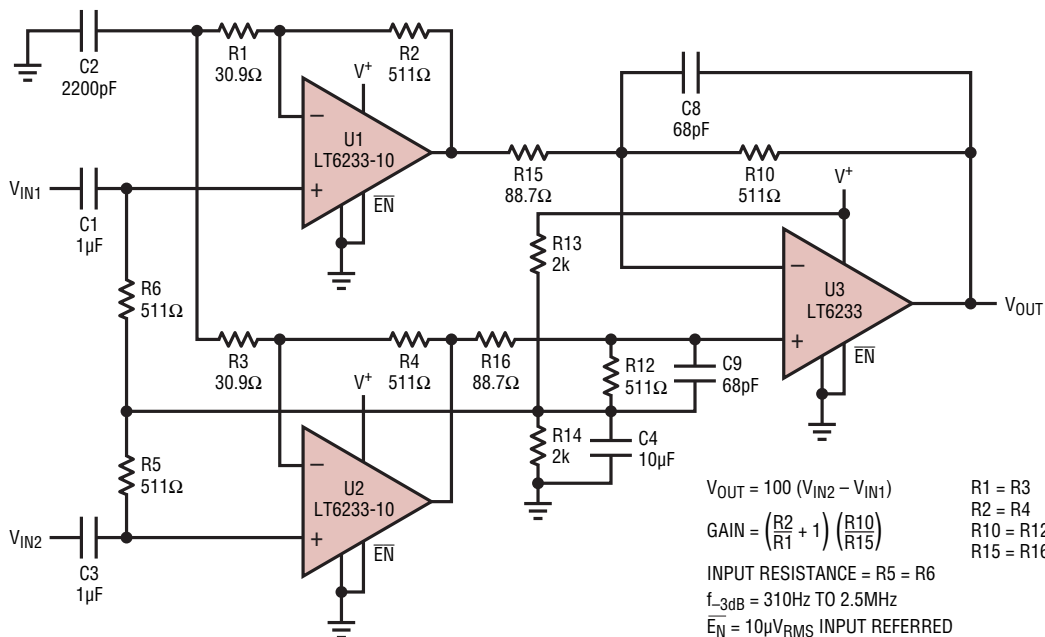 C2
2200pF
R1
30.9Ω
R2
511Ω
V+
U1
LT6233-10
−
+
EN
VIN1
C1
1µF
R15
88.7Ω
C8
68pF
R10
511Ω
V+
R13
2k
−
+
U3
LT6233
EN
VOUT
R6
511Ω
R3
30.9Ω
R4
511Ω
R16
88.7Ω
R12
511Ω
C9
68pF
V+
R5
511Ω
−
+
U2
LT6233-10
EN
R14
2k
C4
10µF
VIN2
C3
1µF
VOUT = 100 (VIN2 – VIN1)
GAIN = (R2/R1 + 1) (R10/R15)
INPUT RESISTANCE = R5 = R6
f–3dB = 310Hz TO 2.5MHz
EN = 10µVRMS INPUT REFERRED
R1 = R3
R2 = R4
R10 = R12
R15 = R16